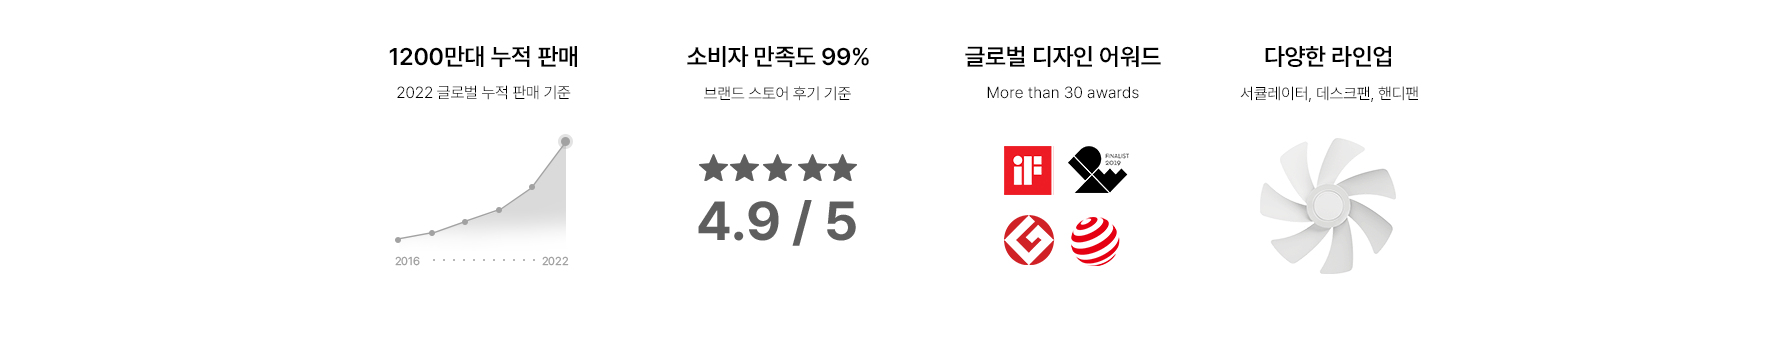 1200만대 누적 판매
2022 글로벌 누적 판매 기준
2016
2022
소비자 만족도 99%
브랜드 스토어 후기 기준
4.9 / 5
글로벌 디자인 어워드
More than 30 awards
iF
FINALIST
2019
다양한 라인업
서큘레이터, 데스크팬, 핸디팬